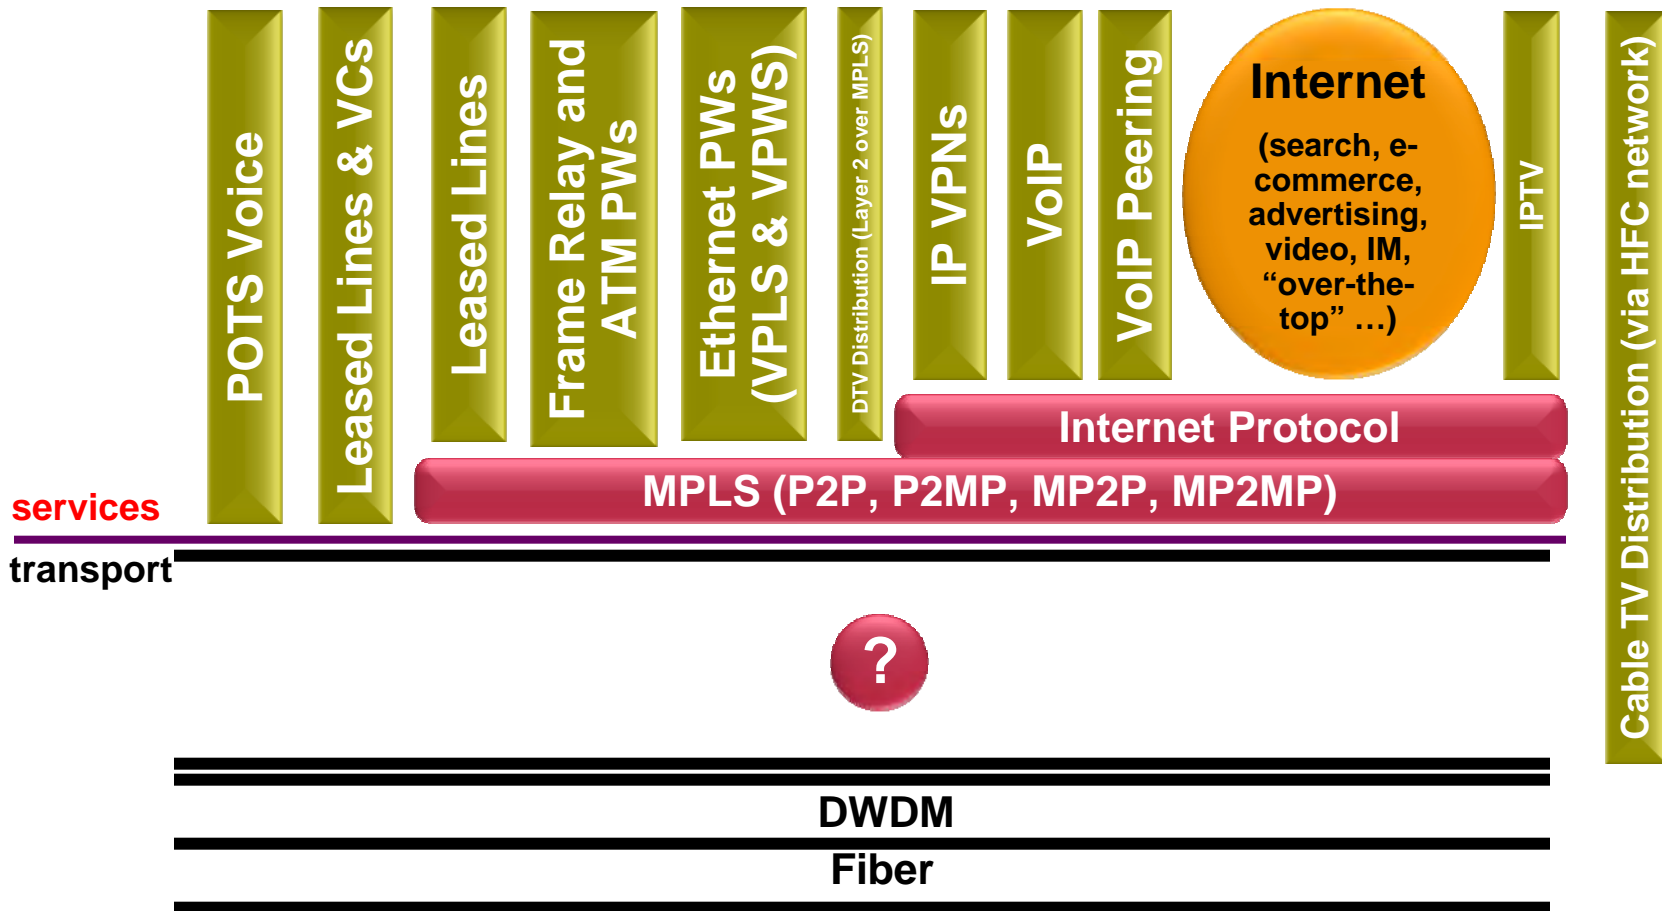 POTS Voice
Leased Lines & VCs
Leased Lines
Frame Relay and
ATM PWs
Ethernet PWs
(VPLS & VPWS)
DTV Distribution (Layer 2 over MPLS)
IP VPNs
VoIP
VoIP Peering
Internet
(search, e-
commerce,
advertising,
video, IM,
“over-the-
top” …)
IPTV
Cable TV Distribution (via HFC network)
Internet Protocol
MPLS (P2P, P2MP, MP2P, MP2MP)
services
transport
?
DWDM
Fiber